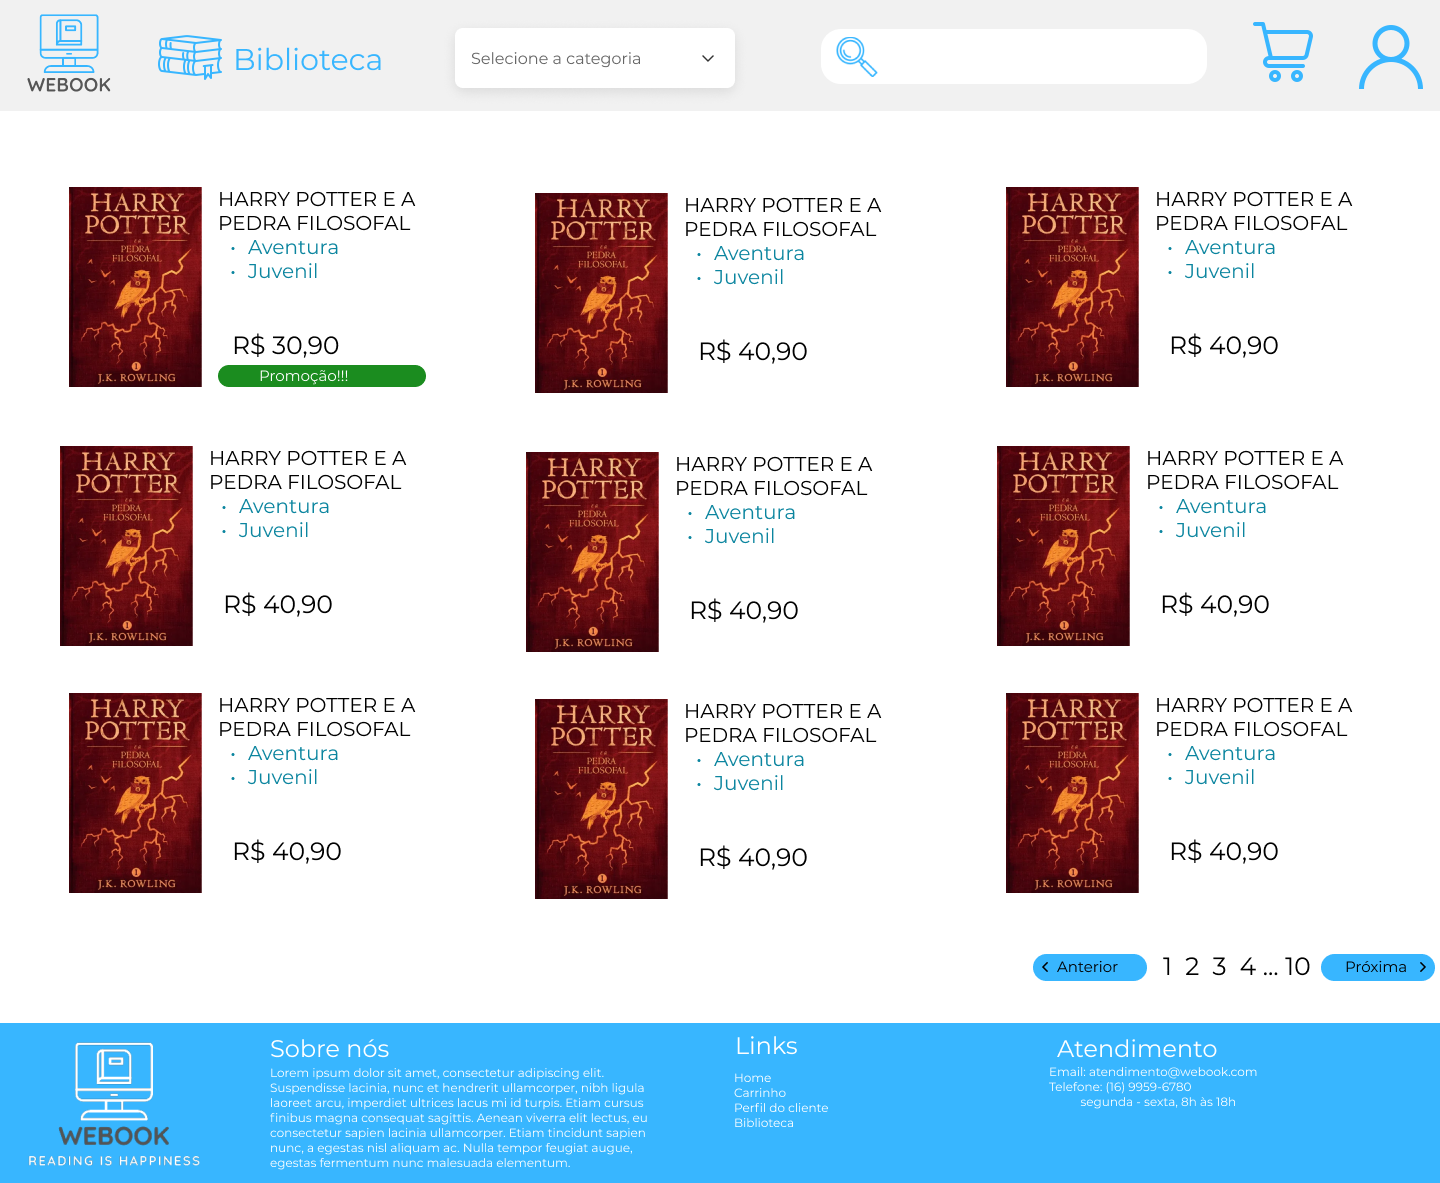 WEBOOK
Biblioteca
Selecione a categoria
HARRY
POTTER
E A
PEDRA
FILOSOFAL
1
J.K. ROWLING
HARRY POTTER E A
PEDRA FILOSOFAL
• Aventura
• Juvenil
R$ 30,90
Promoção!!!
HARRY
POTTER
E A
PEDRA
FILOSOFAL
1
J.K. ROWLING
HARRY POTTER E A
PEDRA FILOSOFAL
• Aventura
• Juvenil
R$ 40,90
HARRY
POTTER
E A
PEDRA
FILOSOFAL
1
J.K. ROWLING
HARRY POTTER E A
PEDRA FILOSOFAL
• Aventura
• Juvenil
R$ 40,90
HARRY
POTTER
E A
PEDRA
FILOSOFAL
1
J.K. ROWLING
HARRY POTTER E A
PEDRA FILOSOFAL
• Aventura
• Juvenil
R$ 40,90
HARRY
POTTER
E A
PEDRA
FILOSOFAL
1
J.K. ROWLING
HARRY POTTER E A
PEDRA FILOSOFAL
• Aventura
• Juvenil
R$ 40,90
HARRY
POTTER
E A
PEDRA
FILOSOFAL
1
J.K. ROWLING
HARRY POTTER E A
PEDRA FILOSOFAL
• Aventura
• Juvenil
R$ 40,90
HARRY
POTTER
E A
PEDRA
FILOSOFAL
1
J.K. ROWLING
HARRY POTTER E A
PEDRA FILOSOFAL
• Aventura
• Juvenil
R$ 40,90
HARRY
POTTER
E A
PEDRA
FILOSOFAL
1
J.K. ROWLING
HARRY POTTER E A
PEDRA FILOSOFAL
• Aventura
• Juvenil
R$ 40,90
HARRY
POTTER
E A
PEDRA
FILOSOFAL
1
J.K. ROWLING
HARRY POTTER E A
PEDRA FILOSOFAL
• Aventura
• Juvenil
R$ 40,90
Anterior 1 2 3 4 ... 10 Próxima
WEBOOK
READING IS HAPPINESS
Sobre nós
Lorem ipsum dolor sit amet, consectetur adipiscing elit.
Suspendisse lacinia, nunc et hendrerit ullamcorper, nibh ligula
laoreet arcu, imperdiet ultrices lacus mi id turpis. Etiam cursus
finibus magna consequat sagittis. Aenean viverra elit lectus, eu
consectetur sapien lacinia ullamcorper. Etiam tincidunt sapien
nunc, a egestas nisl aliquam ac. Nulla tempor feugiat augue,
egestas fermentum nunc malesuada elementum.
Links
Home
Carrinho
Perfil do cliente
Biblioteca
Atendimento
Email: atendimento@webook.com
Telefone: (16) 9959-6780
segunda - sexta, 8h às 18h